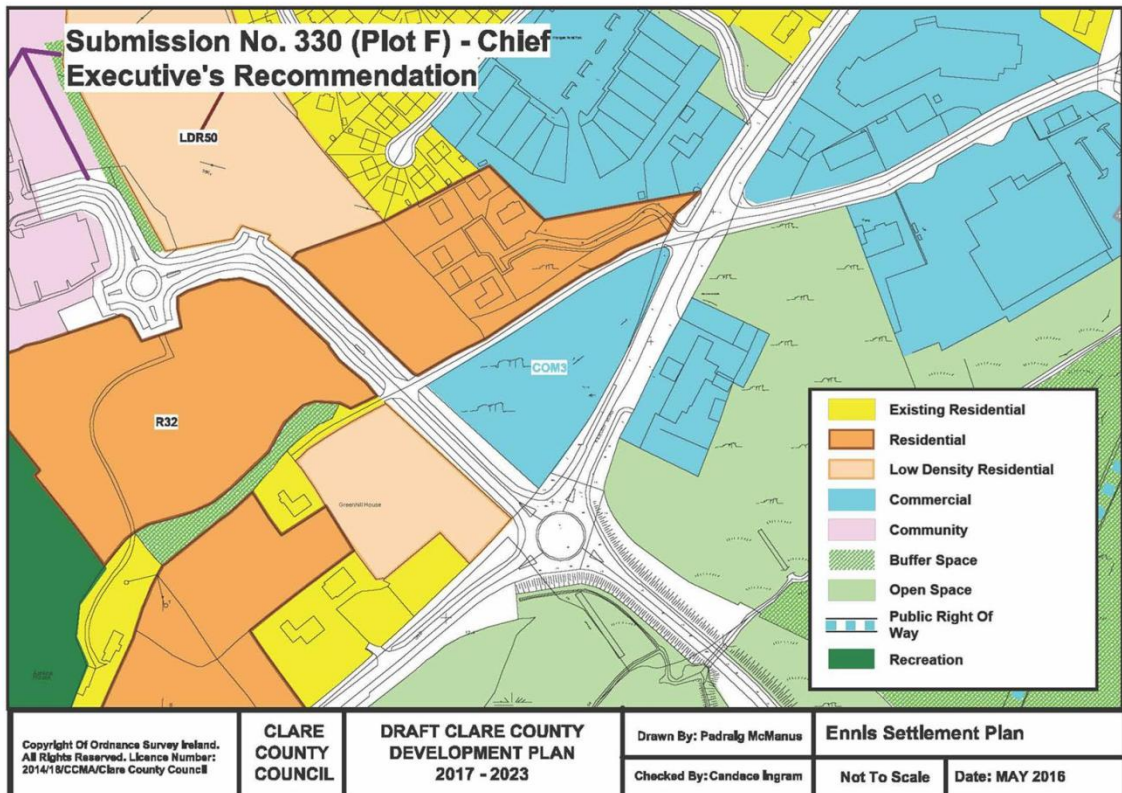 Submission No. 330 (Plot F) - Chief
Executive's Recommendation
LDR50
COM3
R32
Greenhill House
Existing Residential
Residential
Low Density Residential
Commercial
Community
Buffer Space
Open Space
Public Right Of
Way
Recreation
Copyright Of Ordnance Survey Ireland.
All Rights Reserved. Licence Number:
2014/18/CCMA/Clare County Council
CLARE
COUNTY
COUNCIL
DRAFT CLARE COUNTY
DEVELOPMENT PLAN
2017 - 2023
Drawn By: Padraig McManus
Checked By: Candace Ingram
Ennis Settlement Plan
Not To Scale
Date: MAY 2016